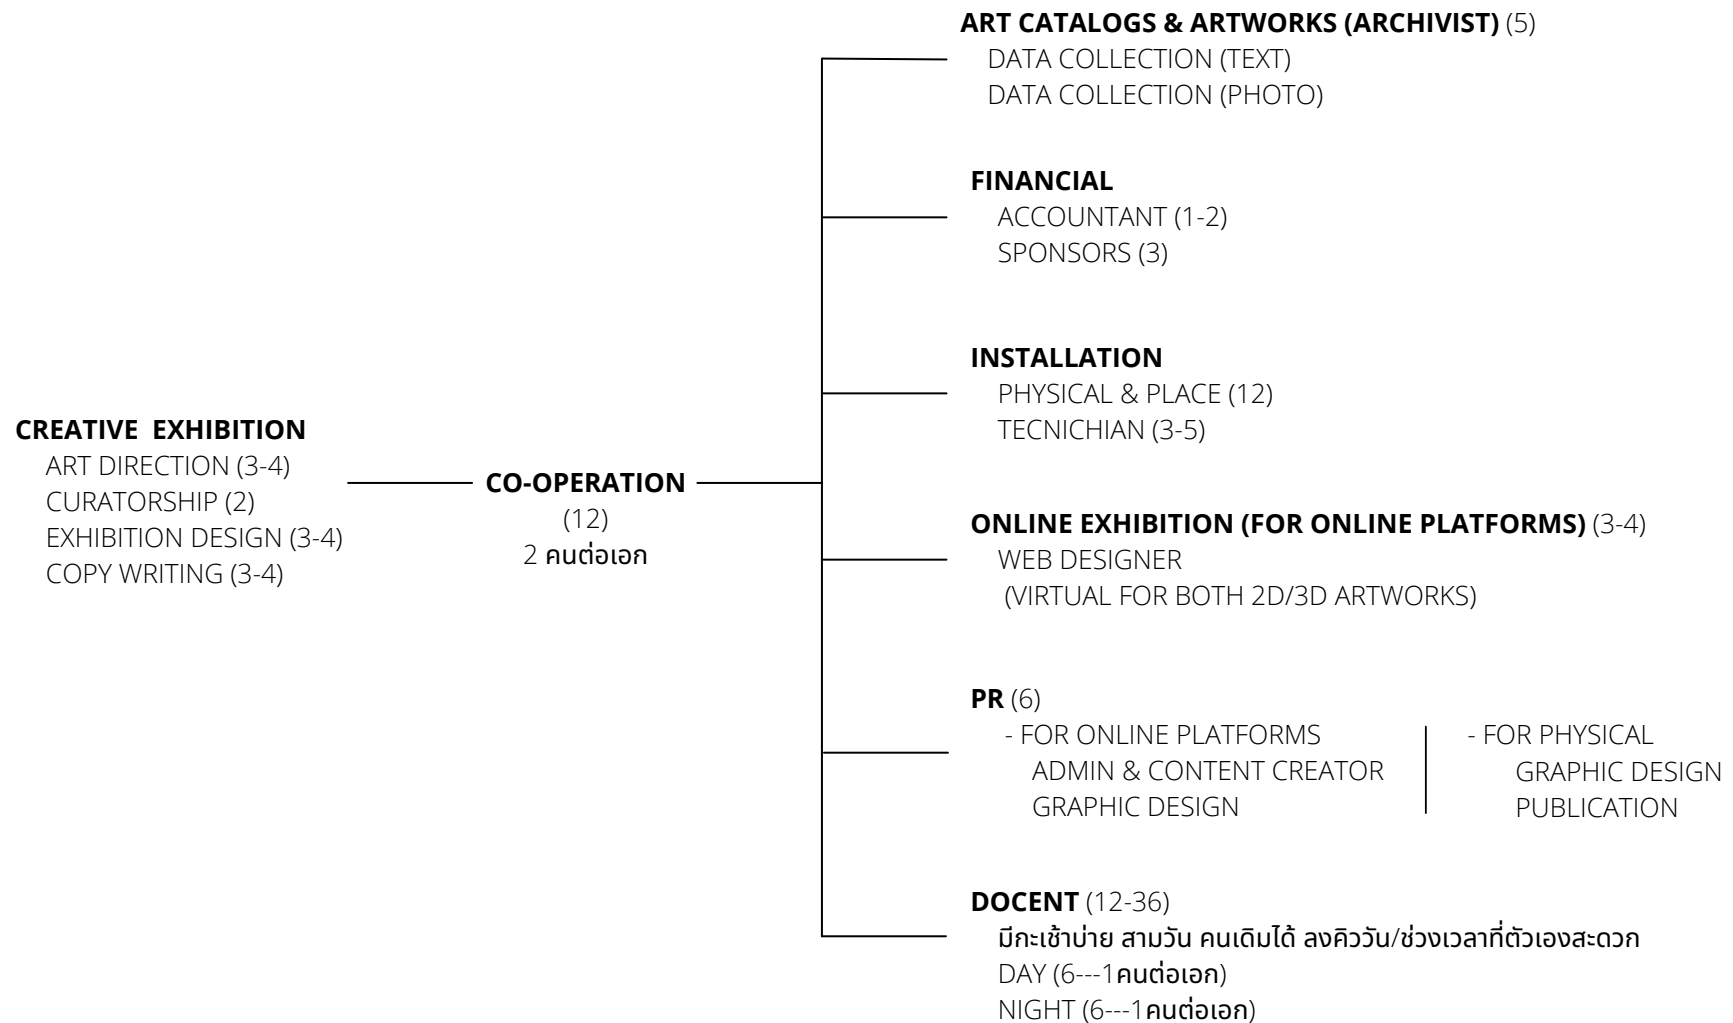 ART CATALOGS & ARTWORKS (ARCHIVIST) (5)
DATA COLLECTION (TEXT)
DATA COLLECTION (PHOTO)
FINANCIAL
ACCOUNTANT (1-2)
SPONSORS (3)
INSTALLATION
PHYSICAL & PLACE (12)
TECNICHIAN (3-5)
CREATIVE EXHIBITION
ART DIRECTION (3-4)
CURATORSHIP (2)
EXHIBITION DESIGN (3-4)
COPY WRITING (3-4)
CO-OPERATION
(12)
2 คนต่อเอก
ONLINE EXHIBITION (FOR ONLINE PLATFORMS) (3-4)
WEB DESIGNER
(VIRTUAL FOR BOTH 2D/3D ARTWORKS)
PR (6)
- FOR ONLINE PLATFORMS
ADMIN & CONTENT CREATOR
GRAPHIC DESIGN
- FOR PHYSICAL
GRAPHIC DESIGN
PUBLICATION
DOCENT (12-36)
มีกะเช้าบ่าย สามวัน คนเดิมได้ ลงคิววัน/ช่วงเวลาที่ตัวเองสะดวก
DAY (6---1คนต่อเอก)
NIGHT (6---1คนต่อเอก)